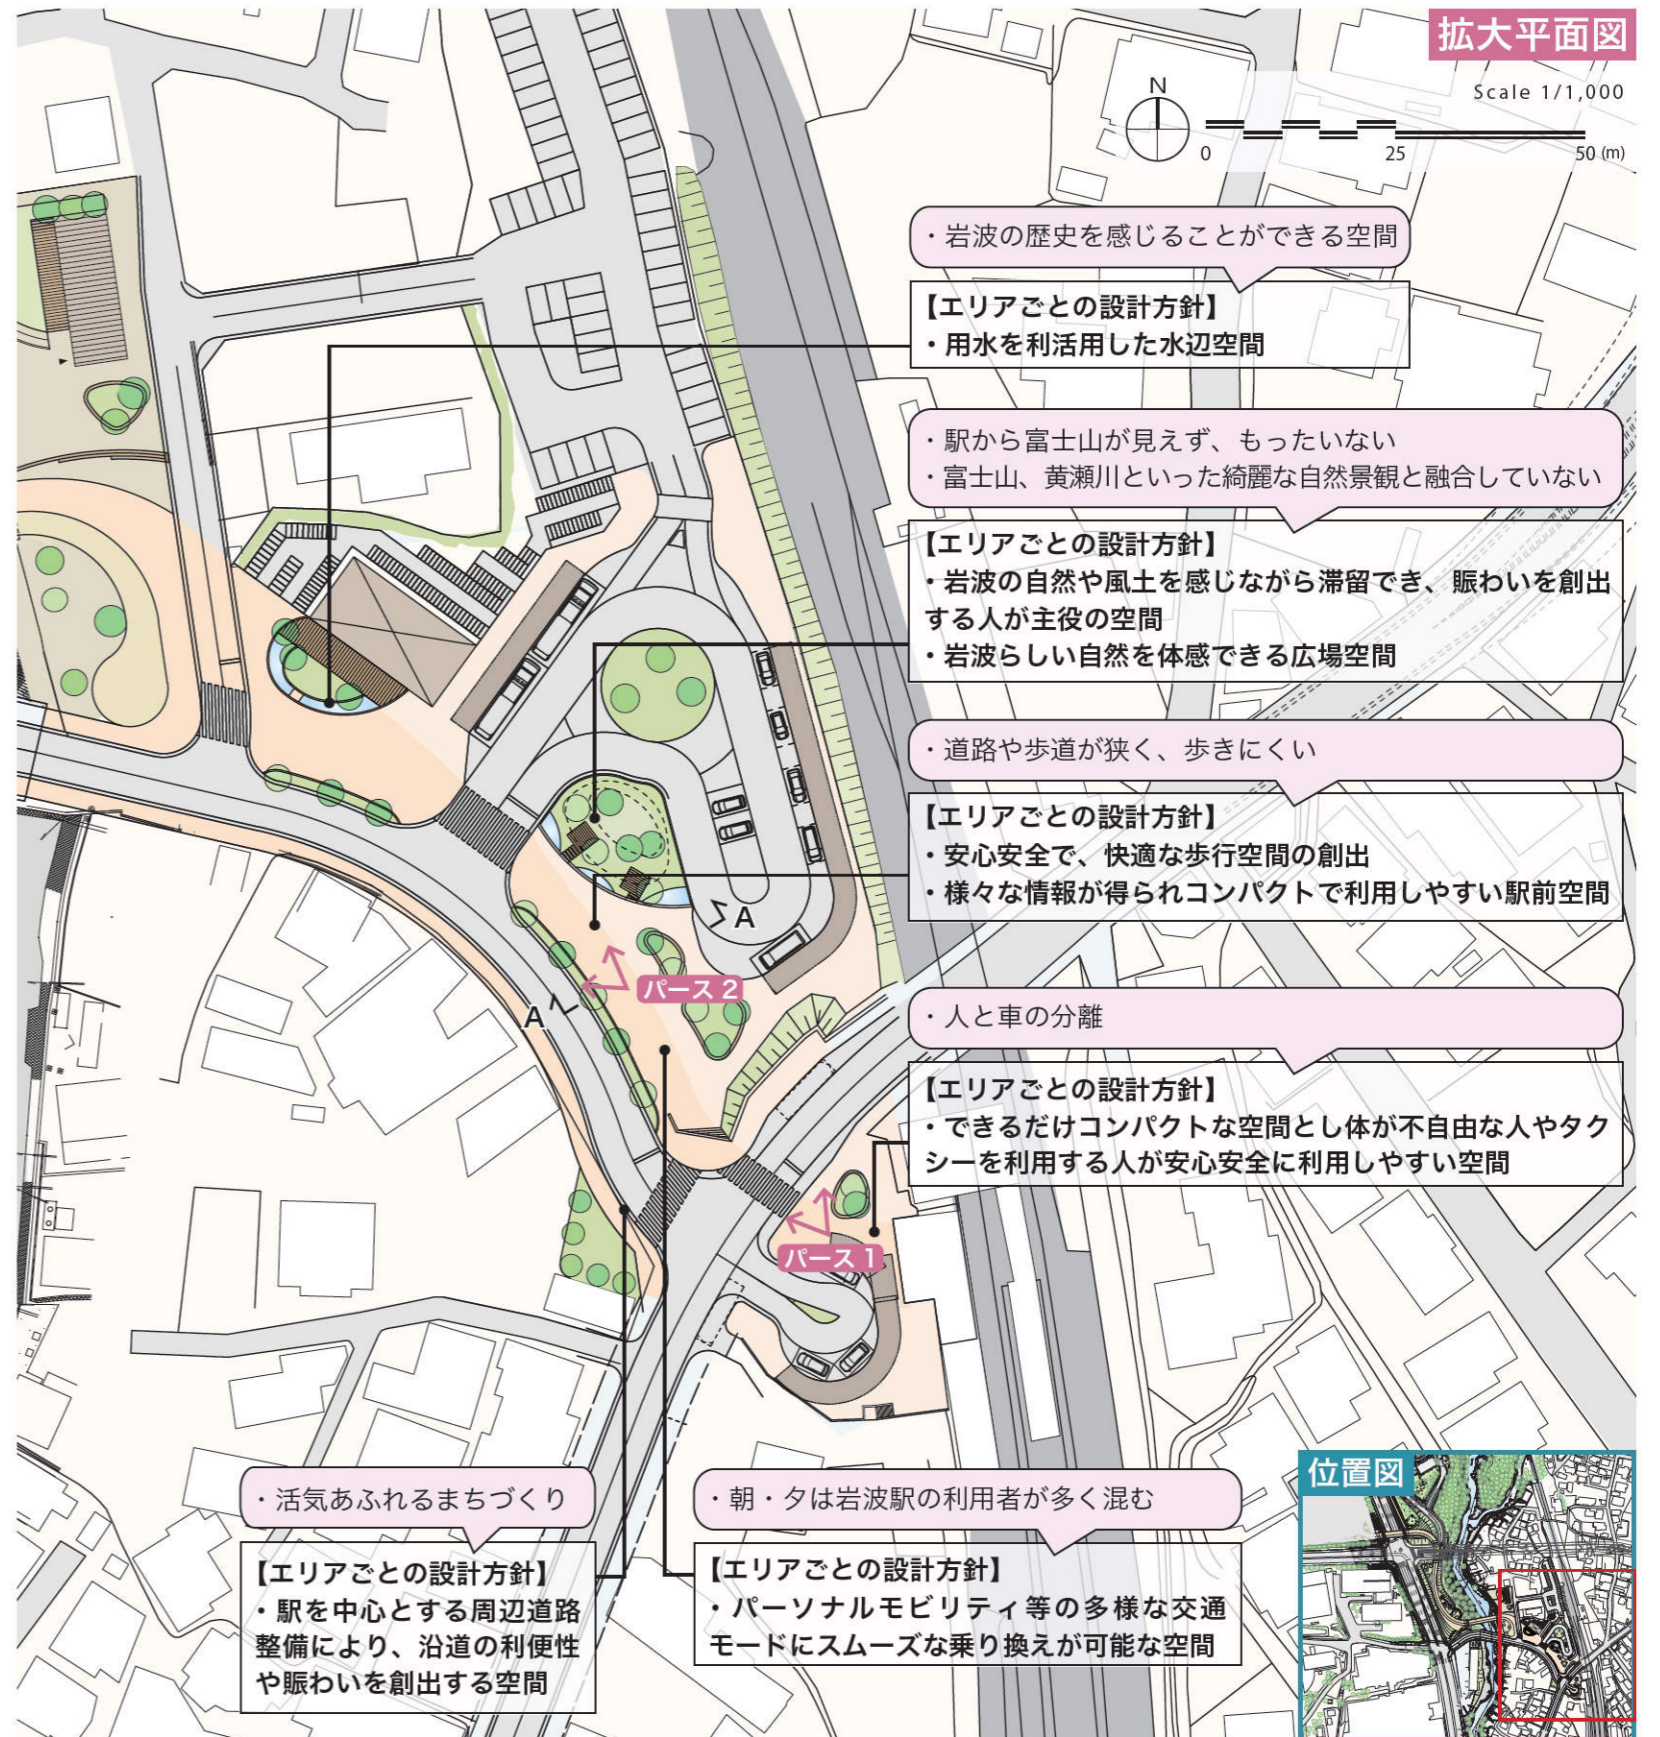 拡大平面図
Scale 1/1,000
N
0 25 50 (m)
・岩波の歴史を感じることができる空間
【エリアごとの設計方針】
・用水を利活用した水辺空間
・駅から富士山が見えず、もったいない
・富士山、黄瀬川といった綺麗な自然景観と融合していない
【エリアごとの設計方針】
・岩波の自然や風土を感じながら滞留でき、賑わいを創出
する人が主役の空間
・岩波らしい自然を体感できる広場空間
・道路や歩道が狭く、歩きにくい
【エリアごとの設計方針】
・安心安全で、快適な歩行空間の創出
・様々な情報が得られコンパクトで利用しやすい駅前空間
A
パース 2
A
・人と車の分離
【エリアごとの設計方針】
・できるだけコンパクトな空間とし体が不自由な人やタク
シーを利用する人が安心安全に利用しやすい空間
パース 1
・活気あふれるまちづくり
【エリアごとの設計方針】
・駅を中心とする周辺道路
整備により、沿道の利便性
や賑わいを創出する空間
・朝・夕は岩波駅の利用者が多く混む
【エリアごとの設計方針】
・パーソナルモビリティ等の多様な交通
モードにスムーズな乗り換えが可能な空間
位置図